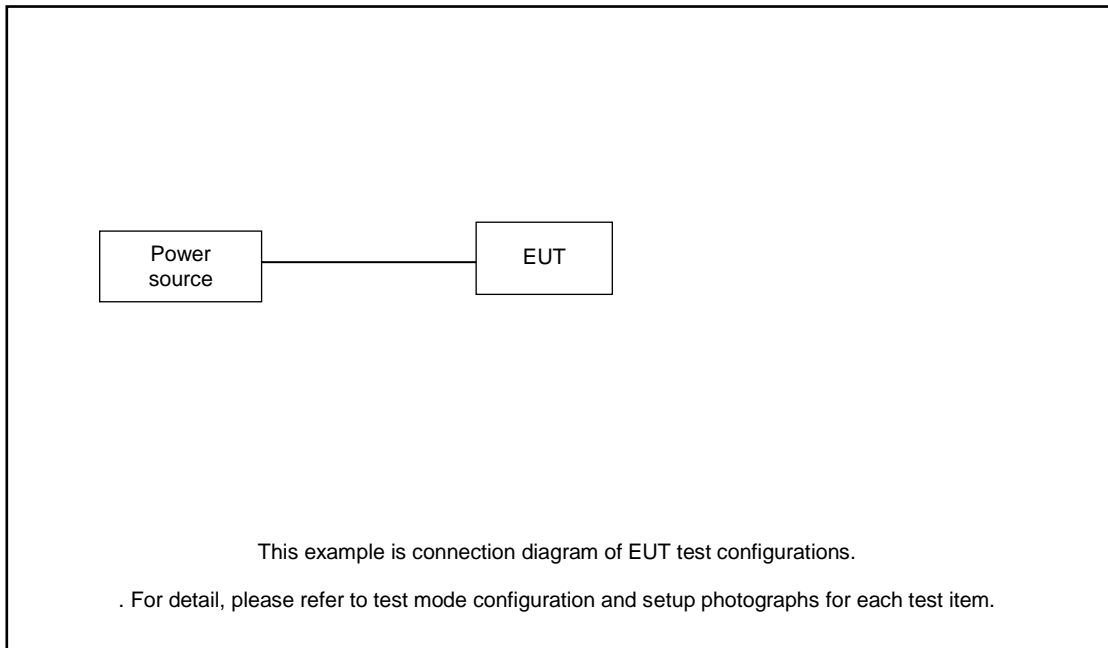 Power
source
EUT
This example is connection diagram of EUT test configurations.
. For detail, please refer to test mode configuration and setup photographs for each test item.